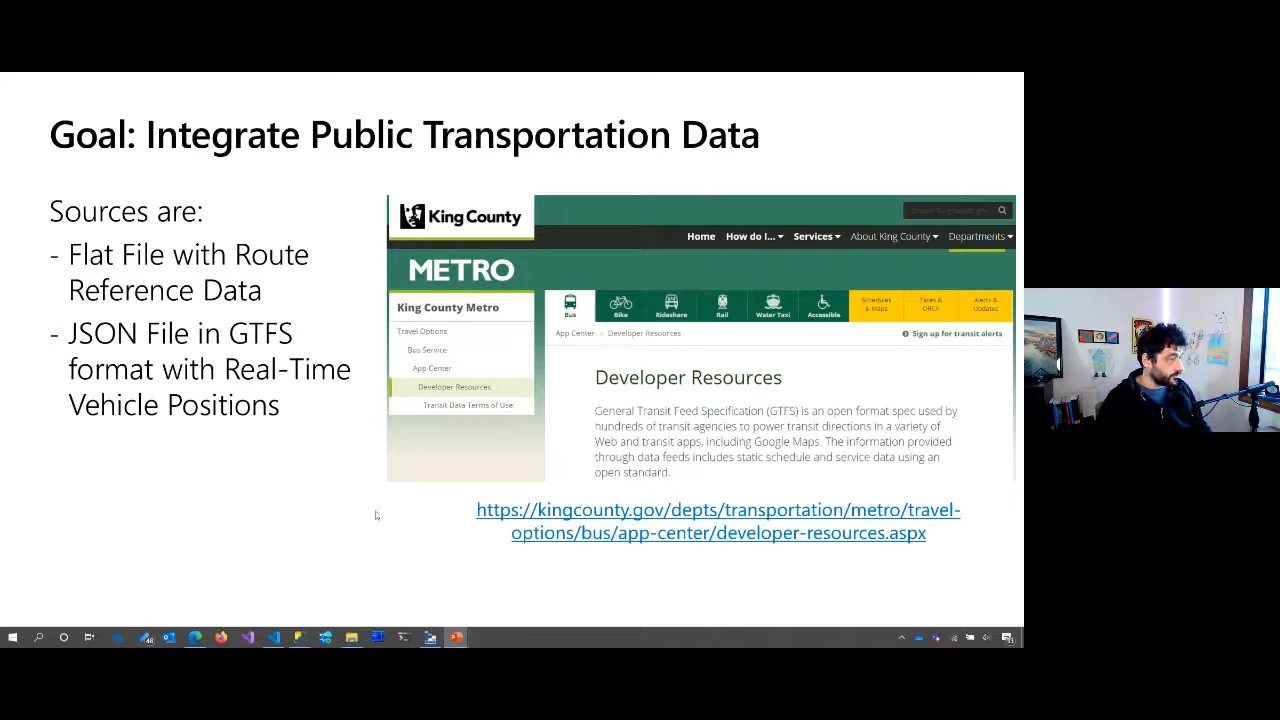 Goal: Integrate Public Transportation Data
Sources are:
- Flat File with Route
Reference Data
- JSON File in GTFS
format with Real-Time
Vehicle Positions
King County
Home How do I... Services About King County Departments
METRO
King County Metro
Travel Options
Bus Service
App Center
Developer Resources
Transit Data Terms of Use
Bus Bike Rideshare Rail Water Taxi Accessible
Schedules
& Maps
Fares &
ORCA
Alerts &
Updates
App Center Developer Resources
Sign up for transit alerts
Developer Resources
General Transit Feed Specification (GTFS) is an open format spec used by
hundreds of transit agencies to power transit directions in a variety of
Web and transit apps, including Google Maps. The information provided
through data feeds includes static schedule and service data using an
open standard.
https://kingcounty.gov/depts/transportation/metro/travel-
options/bus/app-center/developer-resources.aspx